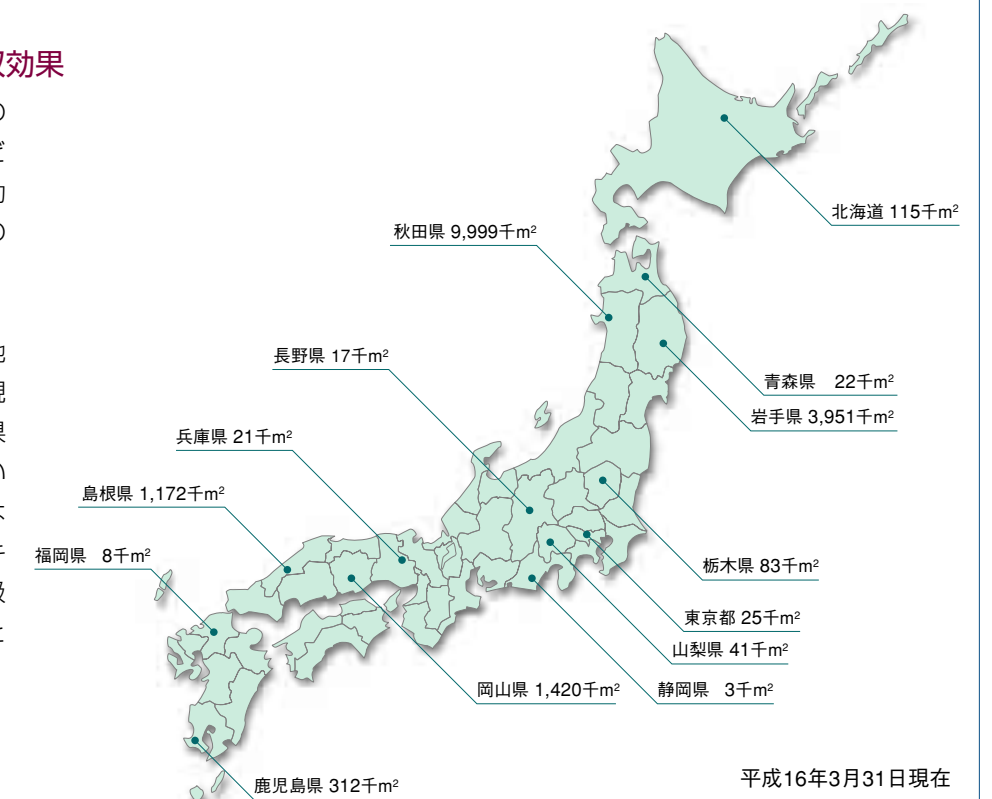 効果
北海道 115千m²
秋田県 9,999千m²
長野県 17千m²
青森県 22千m²
岩手県 3,951千m²
兵庫県 21千m²
島根県 1,172千m²
福岡県 8千m²
栃木県 83千m²
東京都 25千m²
山梨県 41千m²
岡山県 1,420千m²
静岡県 3千m²
鹿児島県 312千m²
平成16年3月31日現在